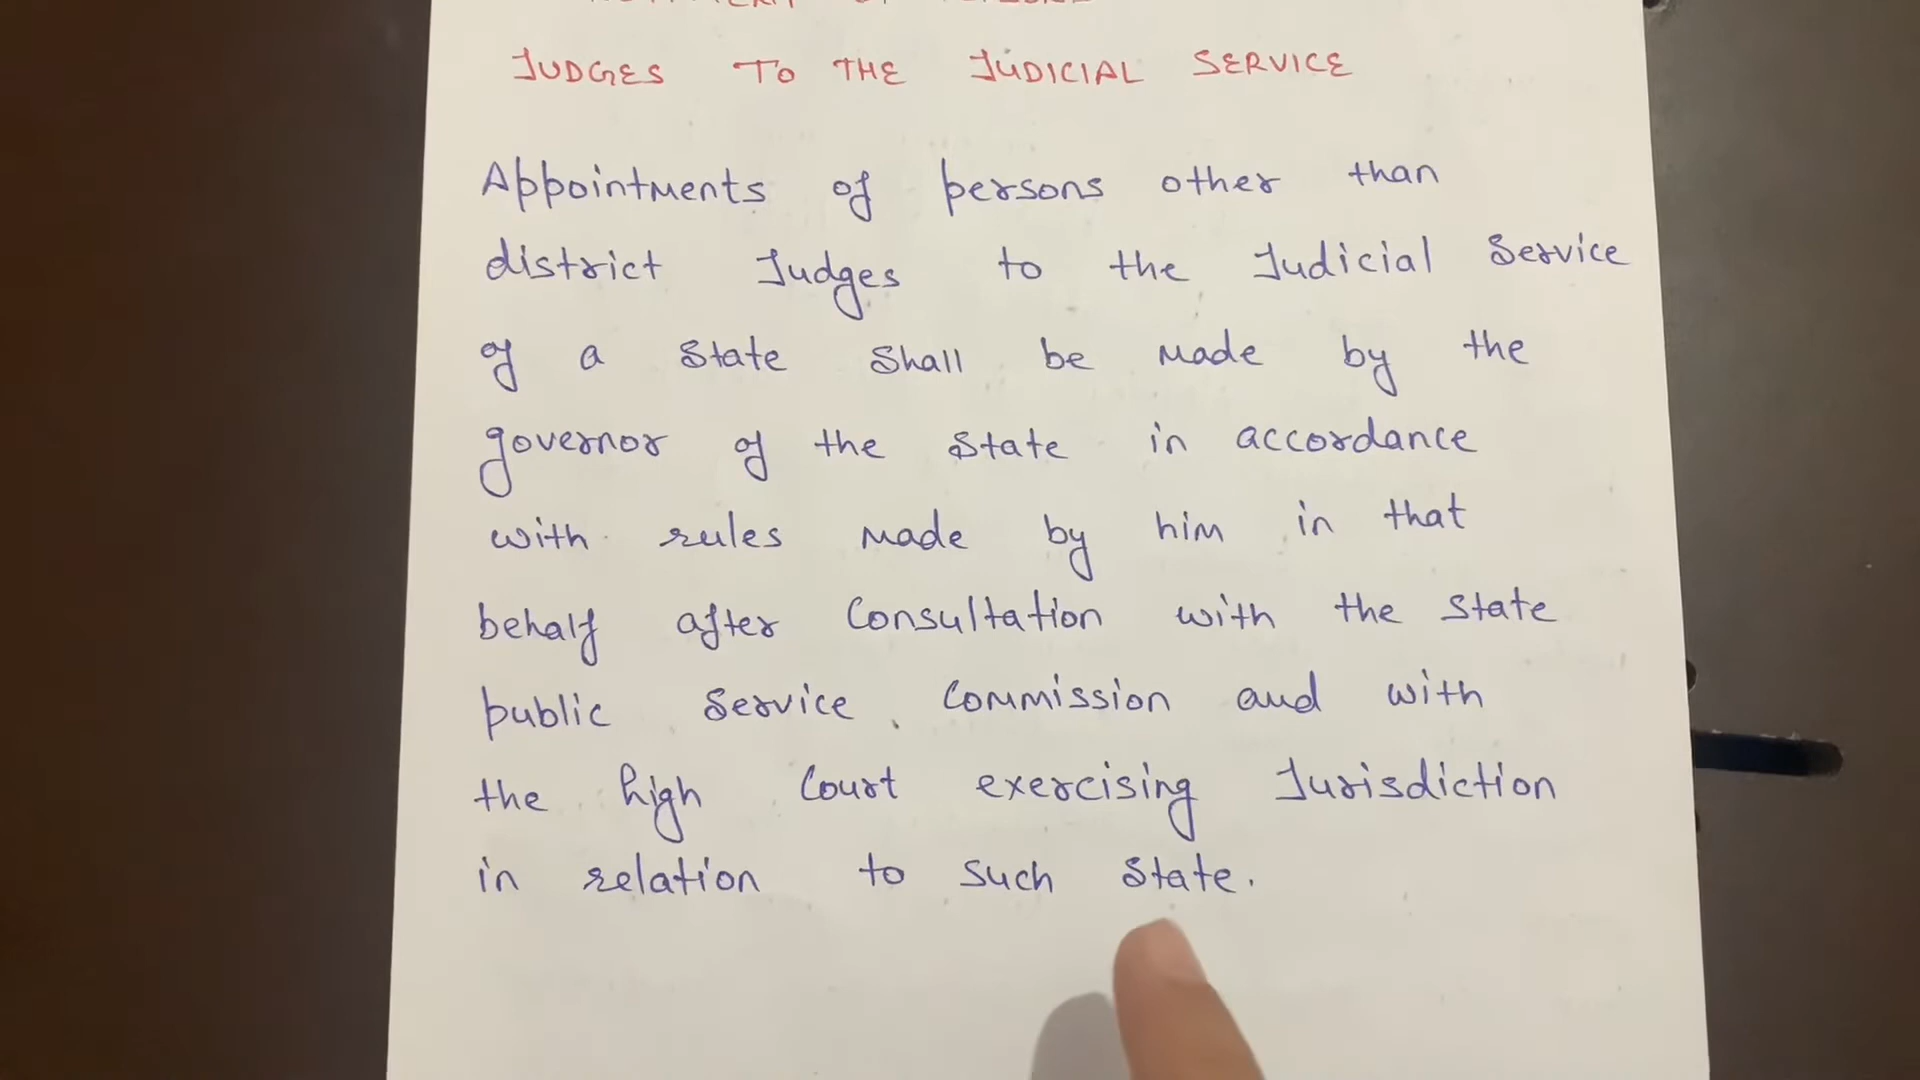 JUDGES TO THE JUDICIAL SERVICE
Appointments of persons other than
district Judges to the Judicial Service
of a State Shall be made by the
governor of the State in accordance
with rules made by him in that
behalf after Consultation with the State
public Service Commission and with
the high Court exercising Jurisdiction
in relation to such State.